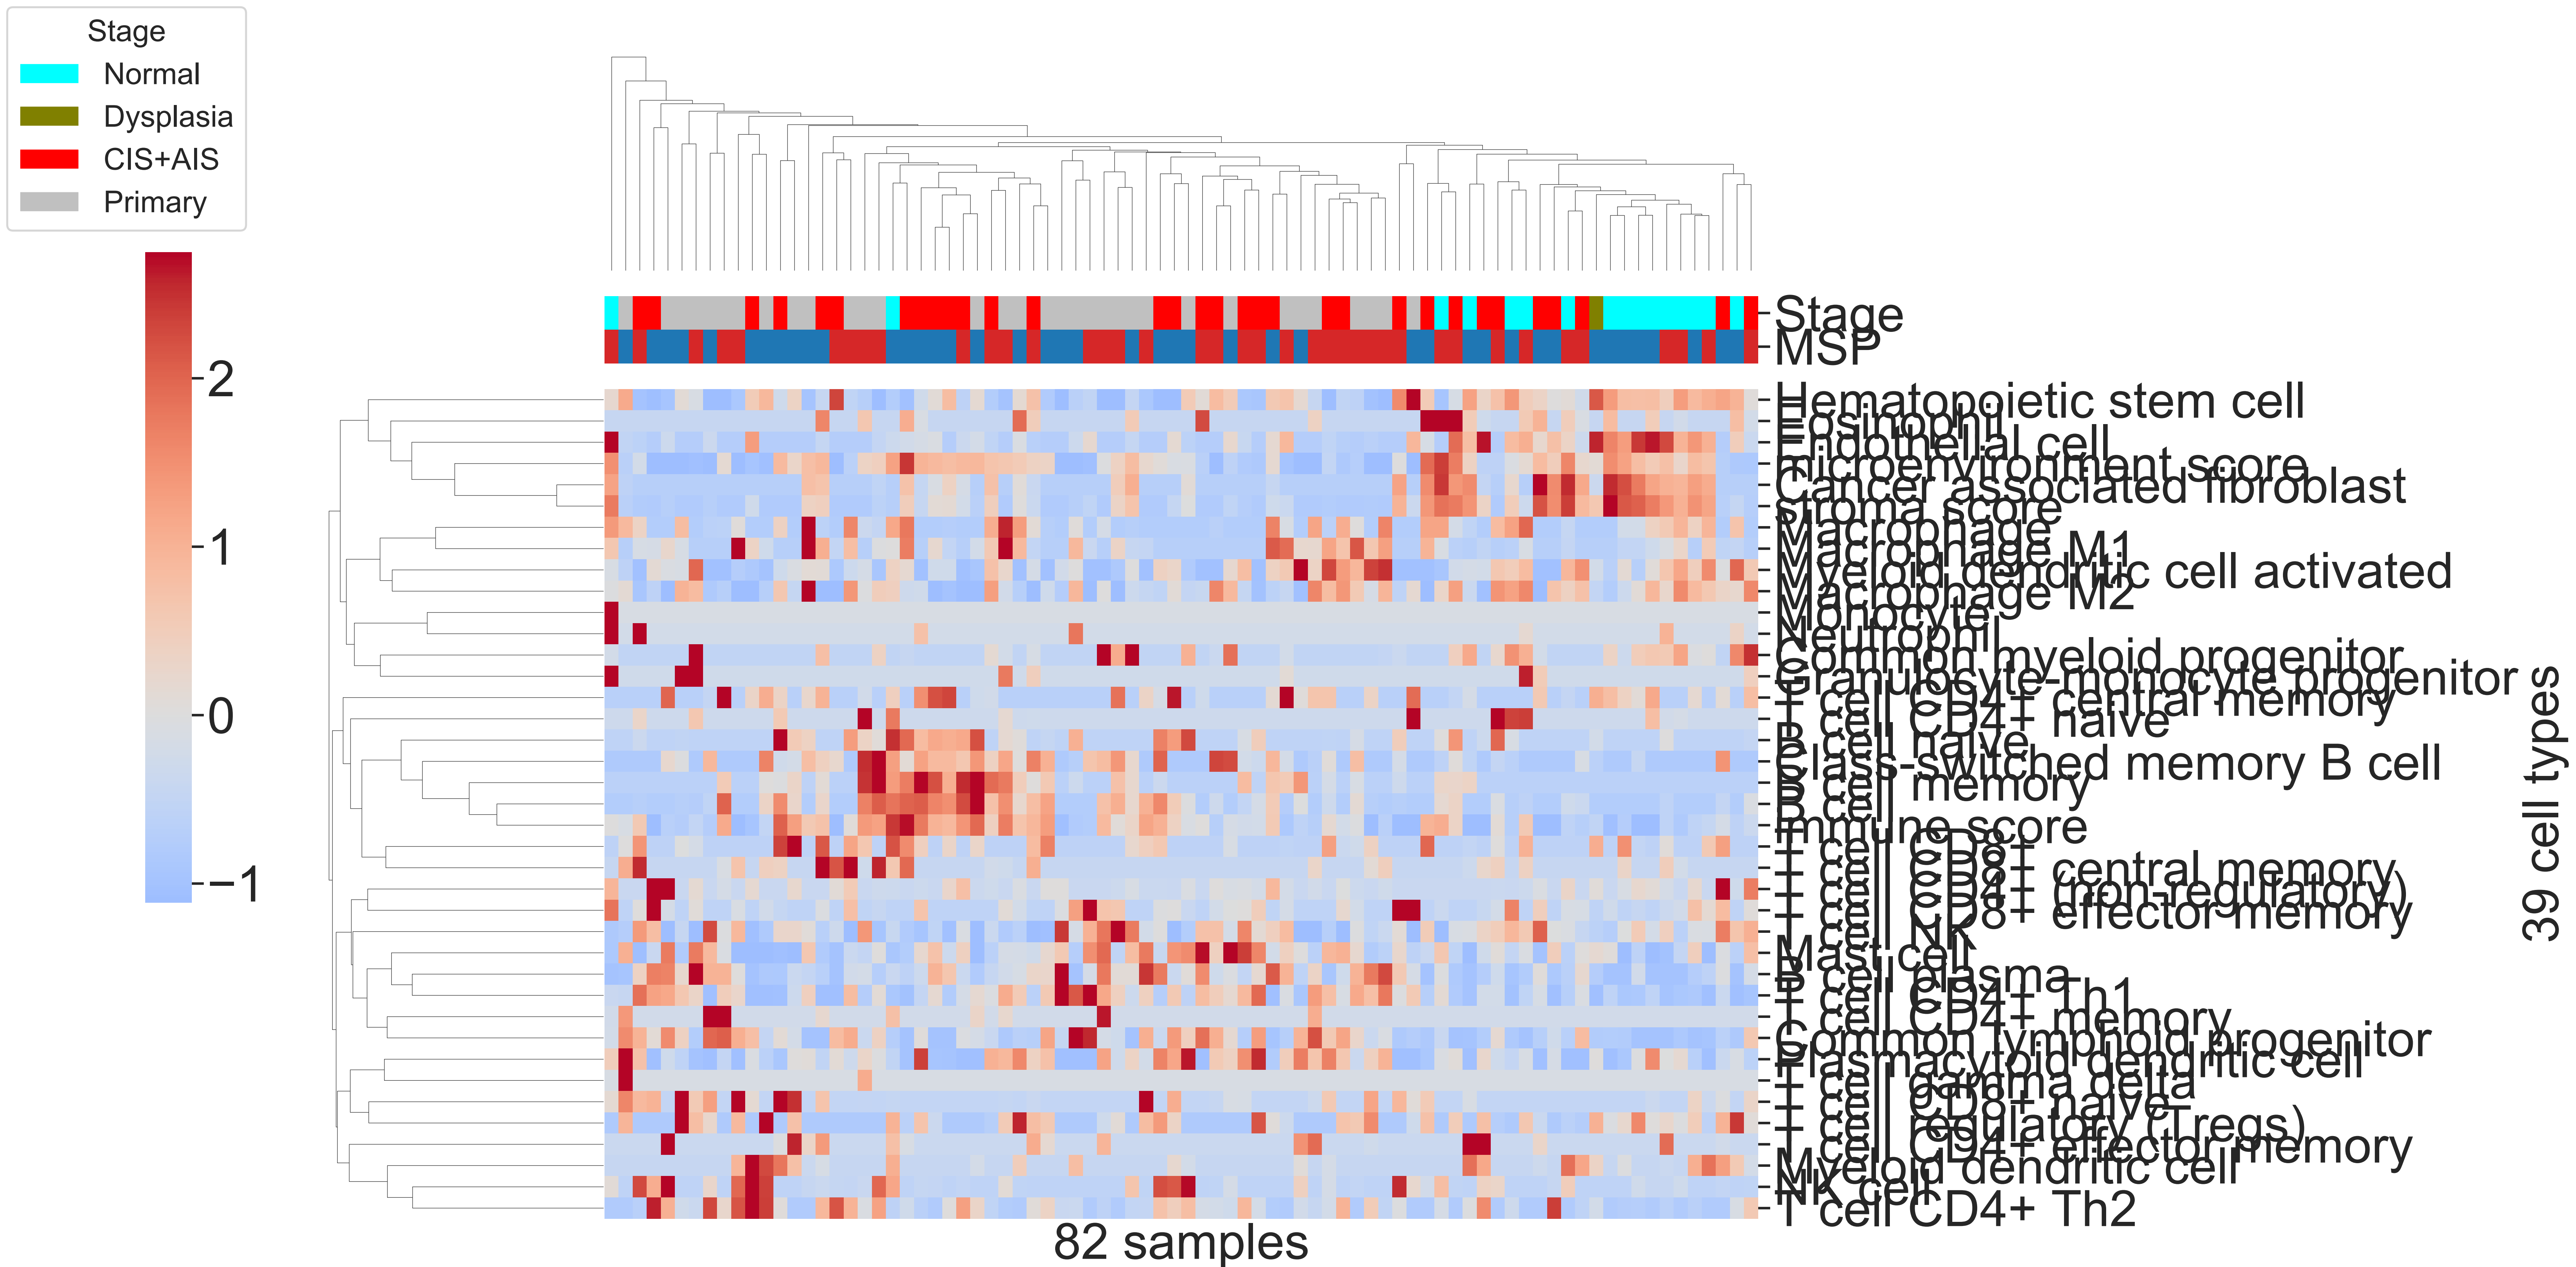 Stage
Normal
Dysplasia
CIS+AIS
Primary
2
1
0
−1
Stage
MSP
Hematopoietic stem cell
Eosinophil
Endothelial cell
microenvironment score
Cancer associated fibroblast
stroma score
Macrophage
Macrophage M1
Myeloid dendritic cell activated
Macrophage M2
Monocyte
Neutrophil
Common myeloid progenitor
Granulocyte-monocyte progenitor
T cell CD4+ central memory
T cell CD4+ naive
B cell naive
Class-switched memory B cell
B cell memory
B cell
immune score
T cell CD8+
T cell CD8+ central memory
T cell CD4+ (non-regulatory)
T cell CD8+ effector memory
T cell NK
Mast cell
B cell plasma
T cell CD4+ Th1
T cell CD4+ memory
Common lymphoid progenitor
Plasmacytoid dendritic cell
T cell gamma delta
T cell CD8+ naive
T cell regulatory (Tregs)
T cell CD4+ effector memory
Myeloid dendritic cell
NK cell
T cell CD4+ Th2
39 cell types
82 samples